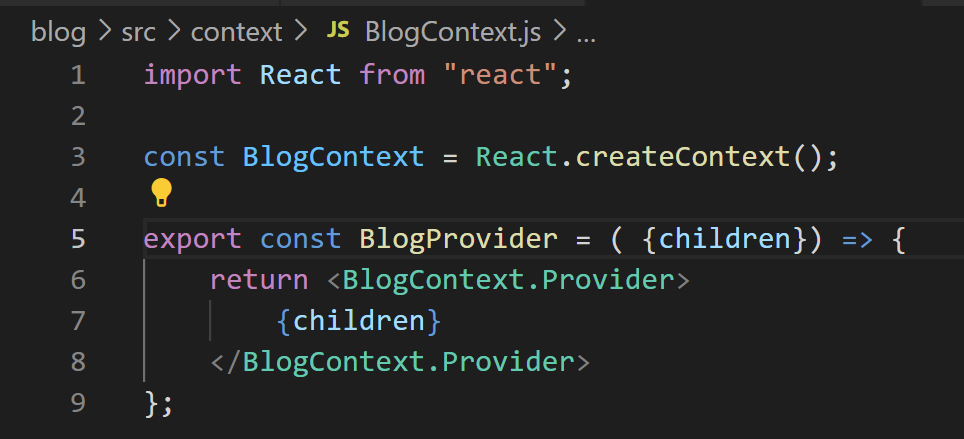 blog > src > context > JS BlogContext.js > ...
1 import React from "react";
2
3 const BlogContext = React.createContext();
4
5 export const BlogProvider = ( {children}) => {
6     return <BlogContext.Provider>
7         {children}
8     </BlogContext.Provider>
9 };